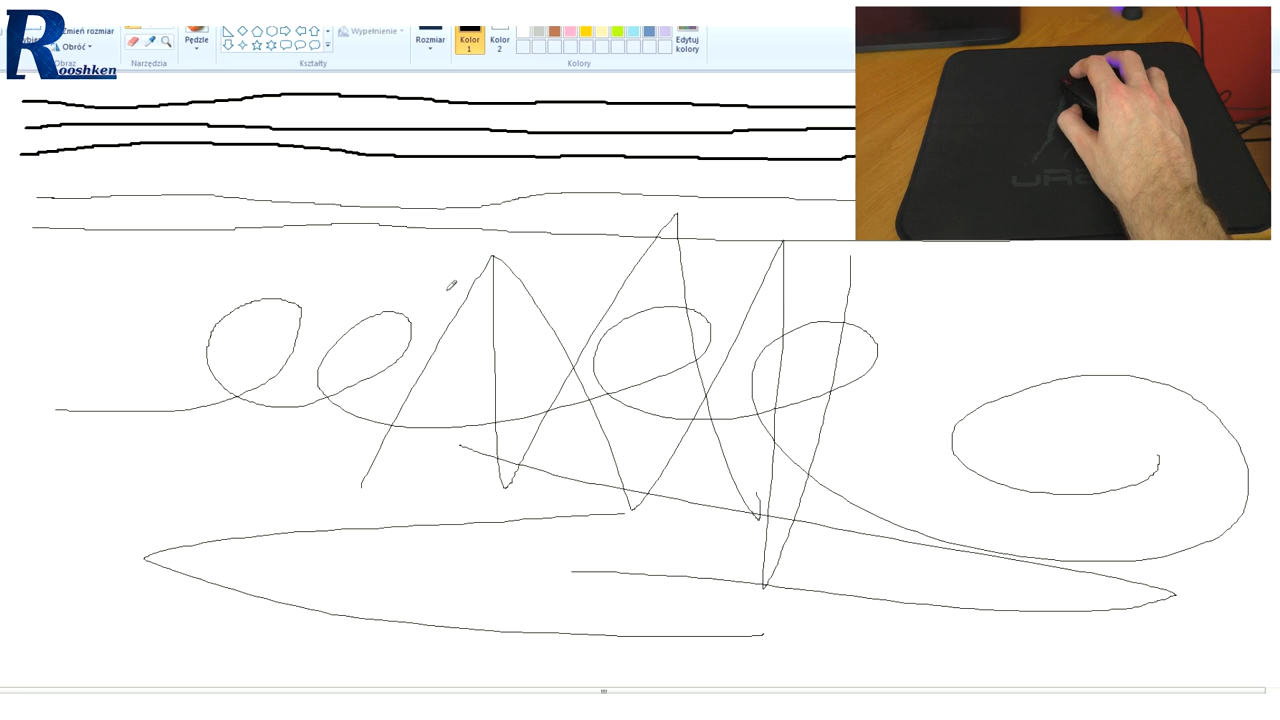 Rooshken
Zmień rozmiar
Obróć
Obraz
Narzędzia
Pędzle
Kształty
Wypełnienie
Rozmiar
Kolor
1
Kolor
2
Edytuj
kolory
Kolory